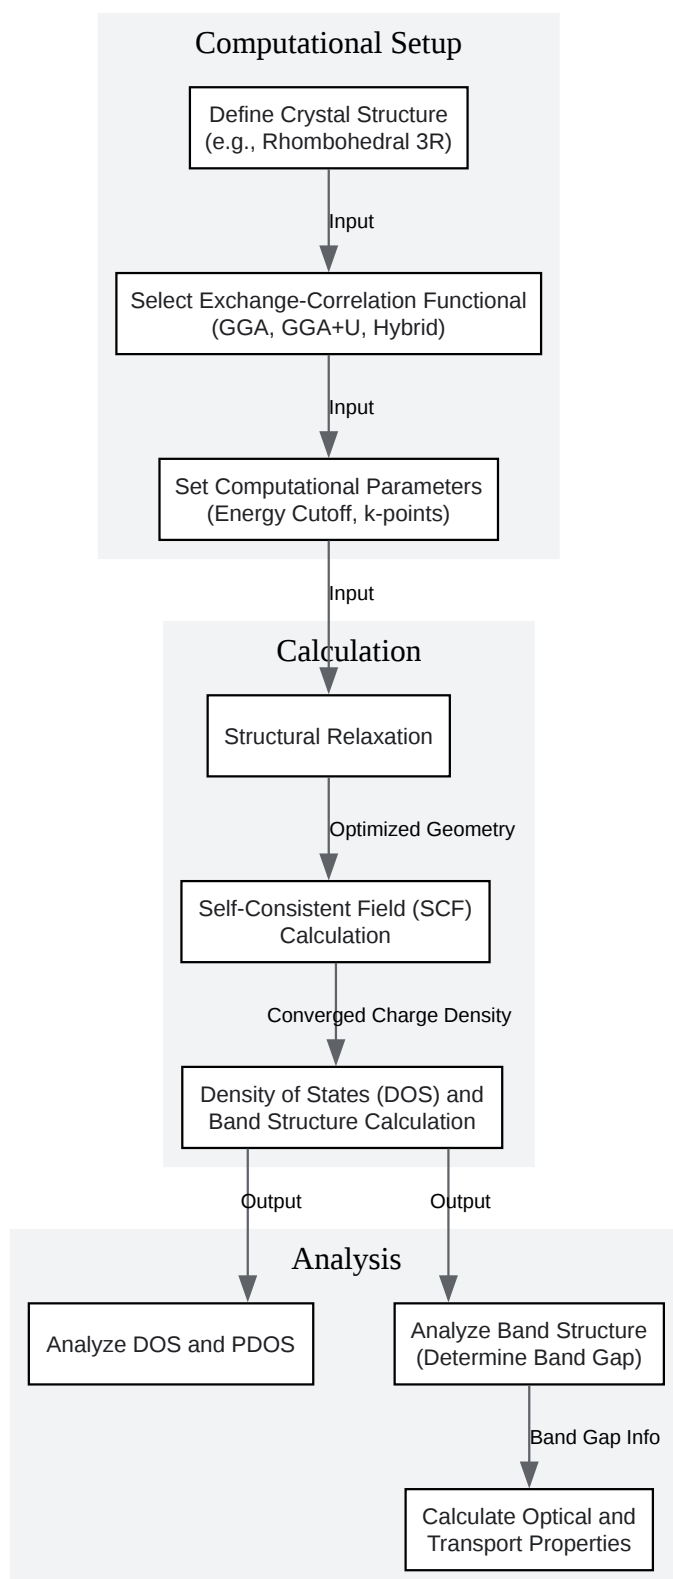 Computational Setup
Define Crystal Structure
(e.g., Rhombohedral 3R)
Input
Select Exchange-Correlation Functional
(GGA, GGA+U, Hybrid)
Input
Set Computational Parameters
(Energy Cutoff, k-points)
Input
Calculation
Structural Relaxation
Optimized Geometry
Self-Consistent Field (SCF)
Calculation
Converged Charge Density
Density of States (DOS) and
Band Structure Calculation
Output
Output
Analysis
Analyze DOS and PDOS
Analyze Band Structure
(Determine Band Gap)
Band Gap Info
Calculate Optical and
Transport Properties